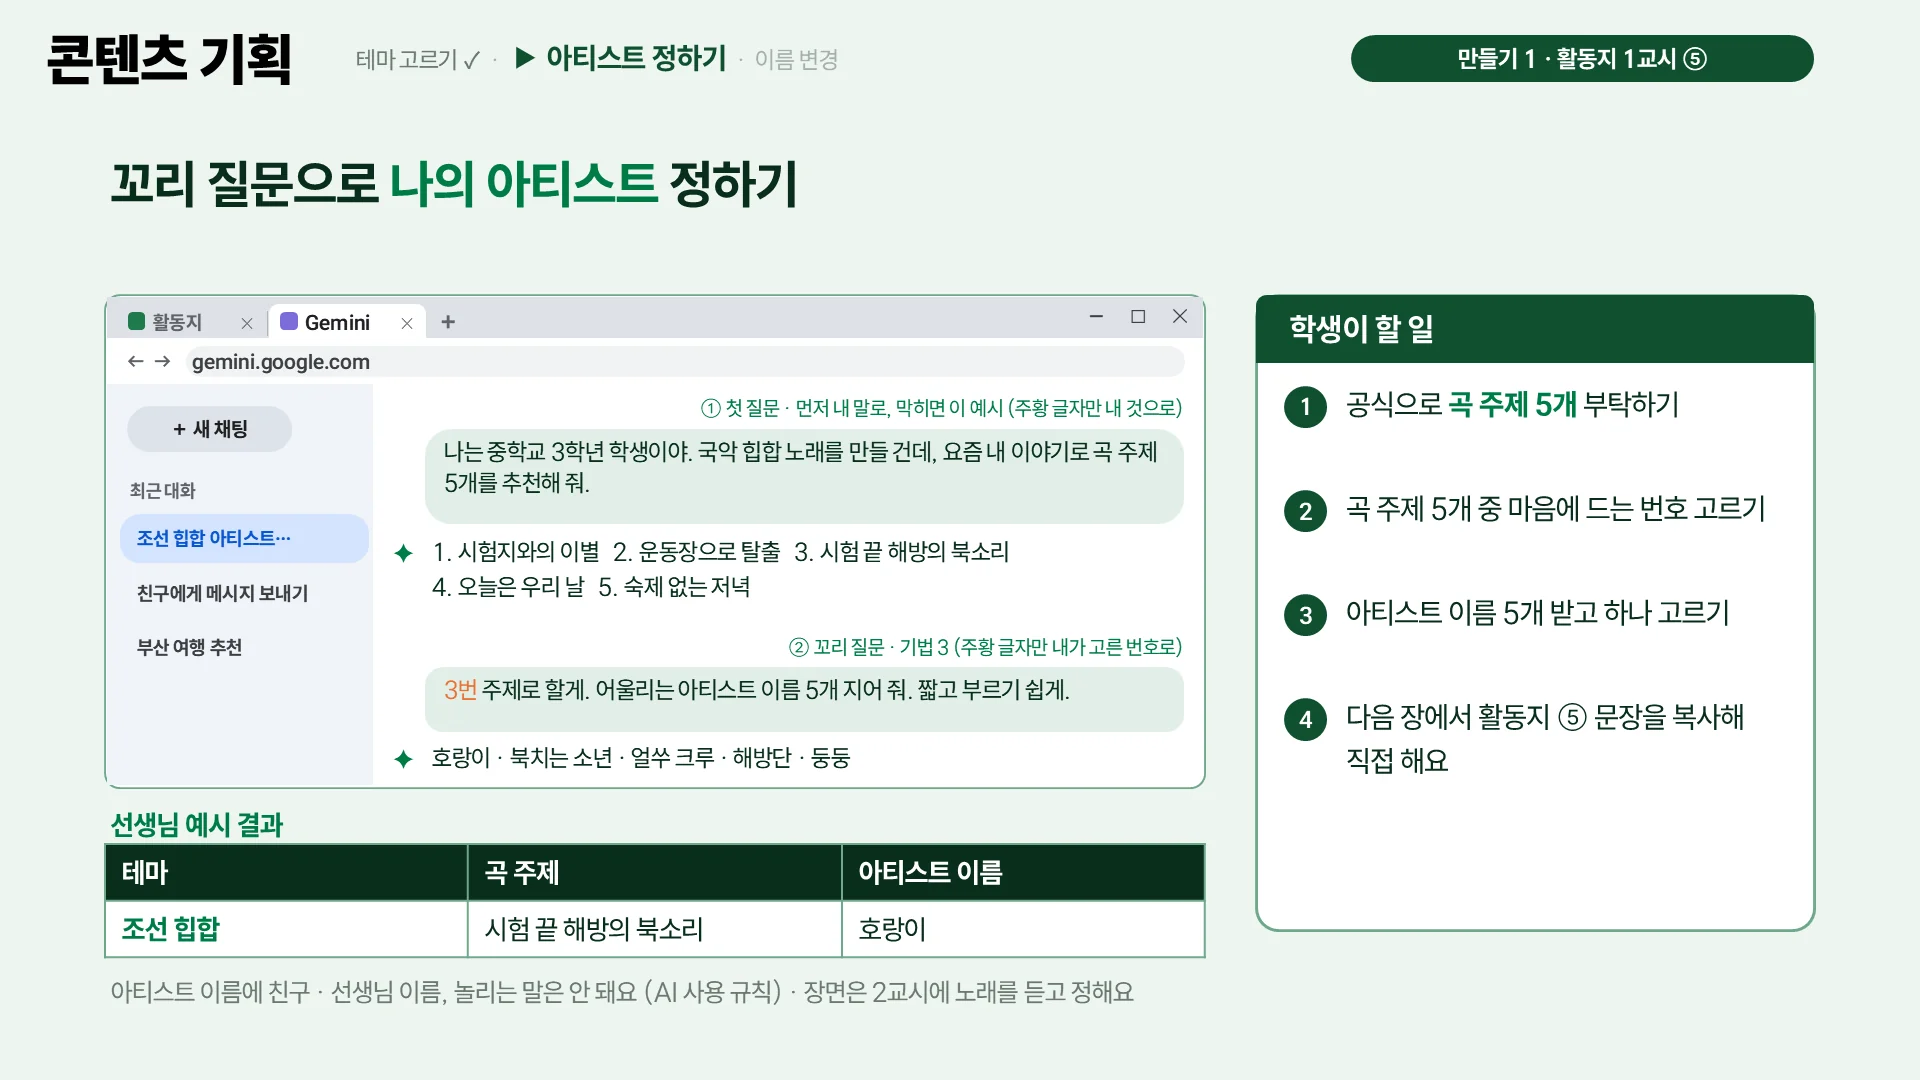 콘텐츠 기획
테마 고르기 ✓ · ▶ 아티스트 정하기 · 이름 변경
만들기 1 · 활동지 1교시 ⑤
꼬리 질문으로 나의 아티스트 정하기
활동지
Gemini
gemini.google.com
+ 새 채팅
최근 대화
조선 힙합 아티스트…
친구에게 메시지 보내기
부산 여행 추천
① 첫 질문 · 먼저 내 말로, 막히면 이 예시 (주황 글자만 내 것으로)
나는 중학교 3학년 학생이야. 국악 힙합 노래를 만들 건데, 요즘 내 이야기로 곡 주제
5개를 추천해 줘.
1. 시험지와의 이별 2. 운동장으로 탈출 3. 시험 끝 해방의 북소리
4. 오늘은 우리 날 5. 숙제 없는 저녁
② 꼬리 질문 · 기법 3 (주황 글자만 내가 고른 번호로)
3번 주제로 할게. 어울리는 아티스트 이름 5개 지어 줘. 짧고 부르기 쉽게.
호랑이 · 북치는 소년 · 얼쑤 크루 · 해방단 · 둥둥
선생님 예시 결과
테마 곡 주제 아티스트 이름
조선 힙합 시험 끝 해방의 북소리 호랑이
아티스트 이름에 친구 · 선생님 이름, 놀리는 말은 안 돼요 (AI 사용 규칙) · 장면은 2교시에 노래를 듣고 정해요
학생이 할 일
1 공식으로 곡 주제 5개 부탁하기
2 곡 주제 5개 중 마음에 드는 번호 고르기
3 아티스트 이름 5개 받고 하나 고르기
4 다음 장에서 활동지 ⑤ 문장을 복사해
직접 해요